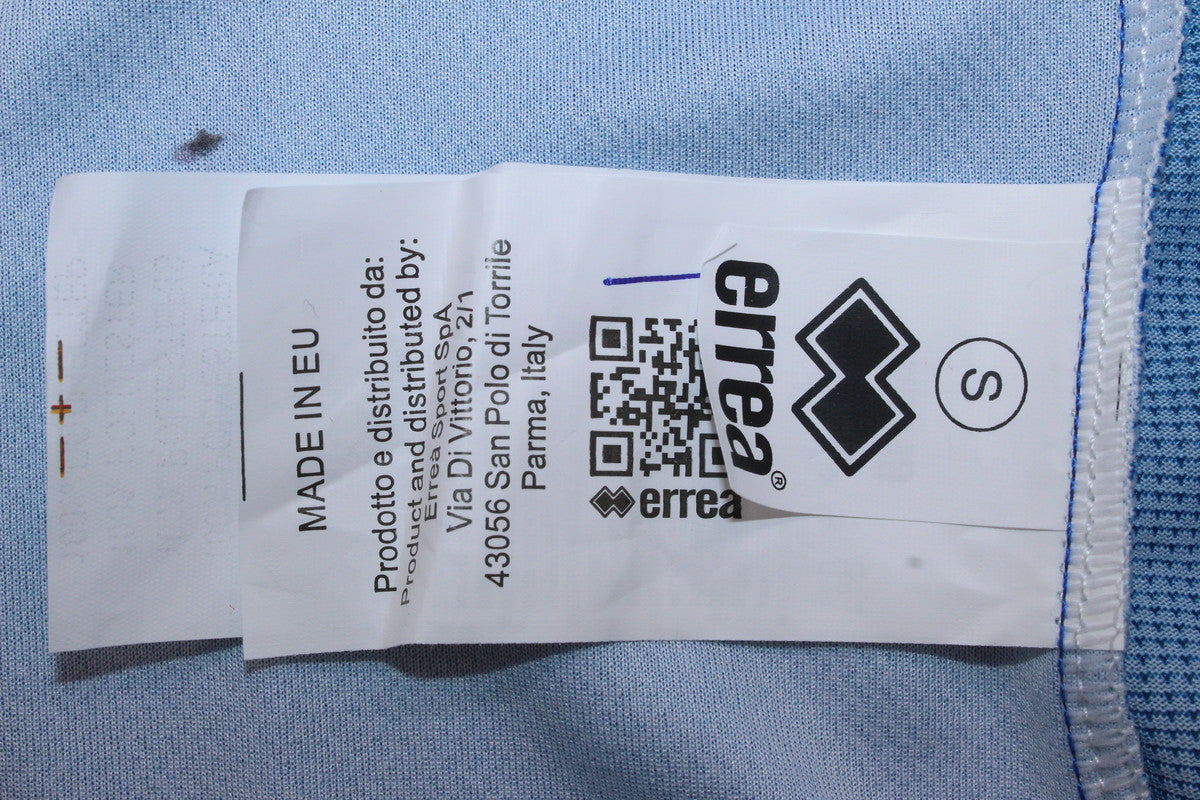 S
errea®
errea
MADE IN EU
Prodotto e distribuito da:
Product and distributed by:
Errea Sport SpA
Via Di Vittorio, 2/1
43056 San Polo di Torrile
Parma, Italy